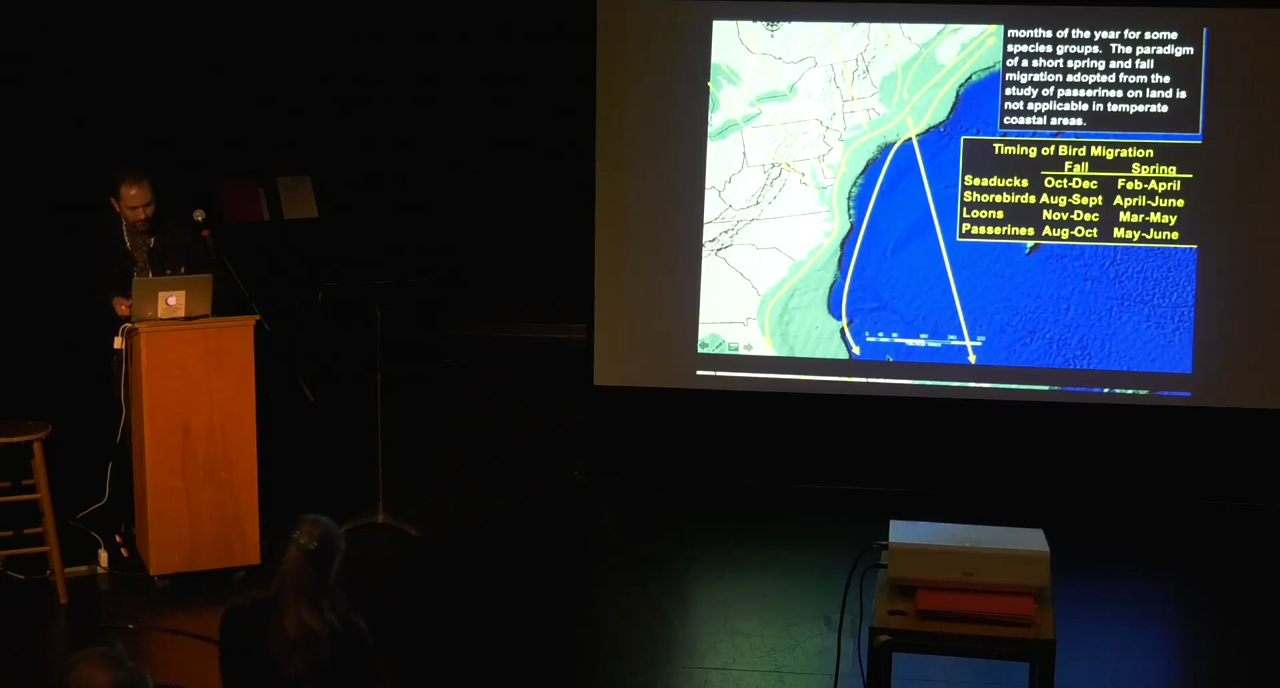 months of the year for some
species groups. The paradigm
of a short spring and fall
migration adopted from the
study of passerines on land is
not applicable in temperate
coastal areas.
Timing of Bird Migration
Fall Spring
Seaducks Oct-Dec Feb-April
Shorebirds Aug-Sept April-June
Loons Nov-Dec Mar-May
Passerines Aug-Oct May-June